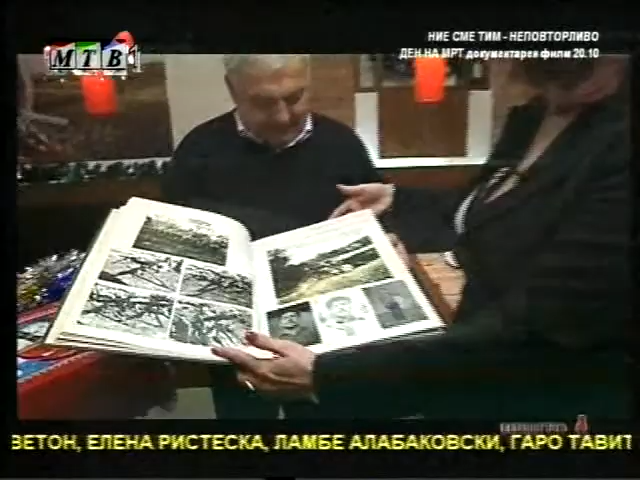 НИЕ СМЕ ТИМ - НЕПОВТОРЛИВО
МТВ 1
ДЕН НА МРТ документарен филм 20.10
ВЕТОН, ЕЛЕНА РИСТЕСКА, ЛАМБЕ АЛАБАКОВСКИ, ГАРО ТАВИТ